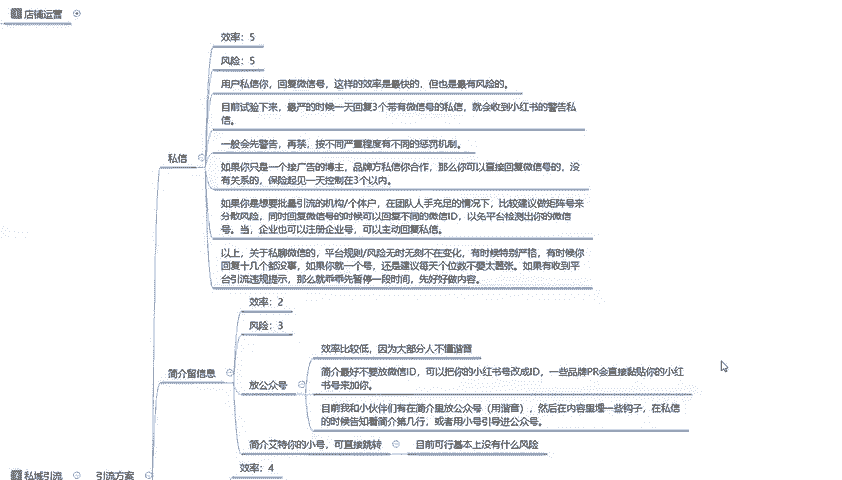 店铺运营
效率：5
风险：5
用户私信你，回复微信号，这样的效率是最快的，但也是最有风险的。
目前试验下来，最严的时候一天回复3个带有微信号的私信，就会收到小红书的警告私
信。
一般会先警告，再禁，按不同严重程度有不同的惩罚机制。
私信
如果你只是一个接广告的博主，品牌方私信你合作，那么你可以直接回复微信号的，没
有关系的，保险起见一天控制在3个以内。
如果你是想要批量引流的机构/个体户，在团队人手充足的情况下，比较建议做矩阵号来
分散风险，同时回复微信号的时候可以回复不同的微信ID，以免平台检测出你的微信
号。当，企业也可以注册企业号，可以主动回复私信。
以上，关于私聊微信的，平台规则/风险无时无刻不在变化，有时候特别严格，有时候你
回复十几个都没事，如果你就一个号，还是建议每天个位数不要太嚣张。如果有收到平
台引流违规提示，那么就乖乖先暂停一段时间，先好好做内容。
效率：2
风险：3
效率比较低，因为大部分人不懂谐音
简介留信息
简介最好不要放微信ID，可以把你的小红书号改成ID，一些品牌PR会直接黏贴你的小红
书号来加你。
放公众号
目前我和小伙伴们有在简介里放公众号（用谐音），然后在内容里埋一些钩子，在私信
的时候告知看简介第几行，或者用小号引导进公众号。
简介艾特你的小号，可直接跳转
目前可行基本上没有什么风险
效率：4
私域引流
引流方案